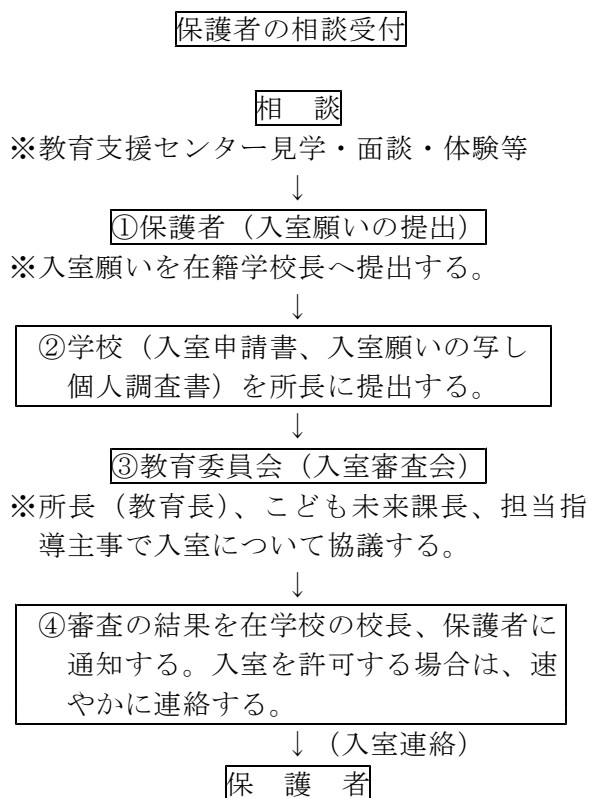 保護者の相談受付
相　談
※教育支援センター見学・面談・体験等
↓
①保護者（入室願いの提出）
※入室願いを在籍学校長へ提出する。
↓
②学校（入室申請書、入室願いの写し
個人調査書）を所長に提出する。
↓
③教育委員会（入室審査会）
※所長（教育長）、こども未来課長、担当指
導主事で入室について協議する。
↓
④審査の結果を在学校の校長、保護者に
通知する。入室を許可する場合は、速
やかに連絡する。
↓（入室連絡）
保　護　者